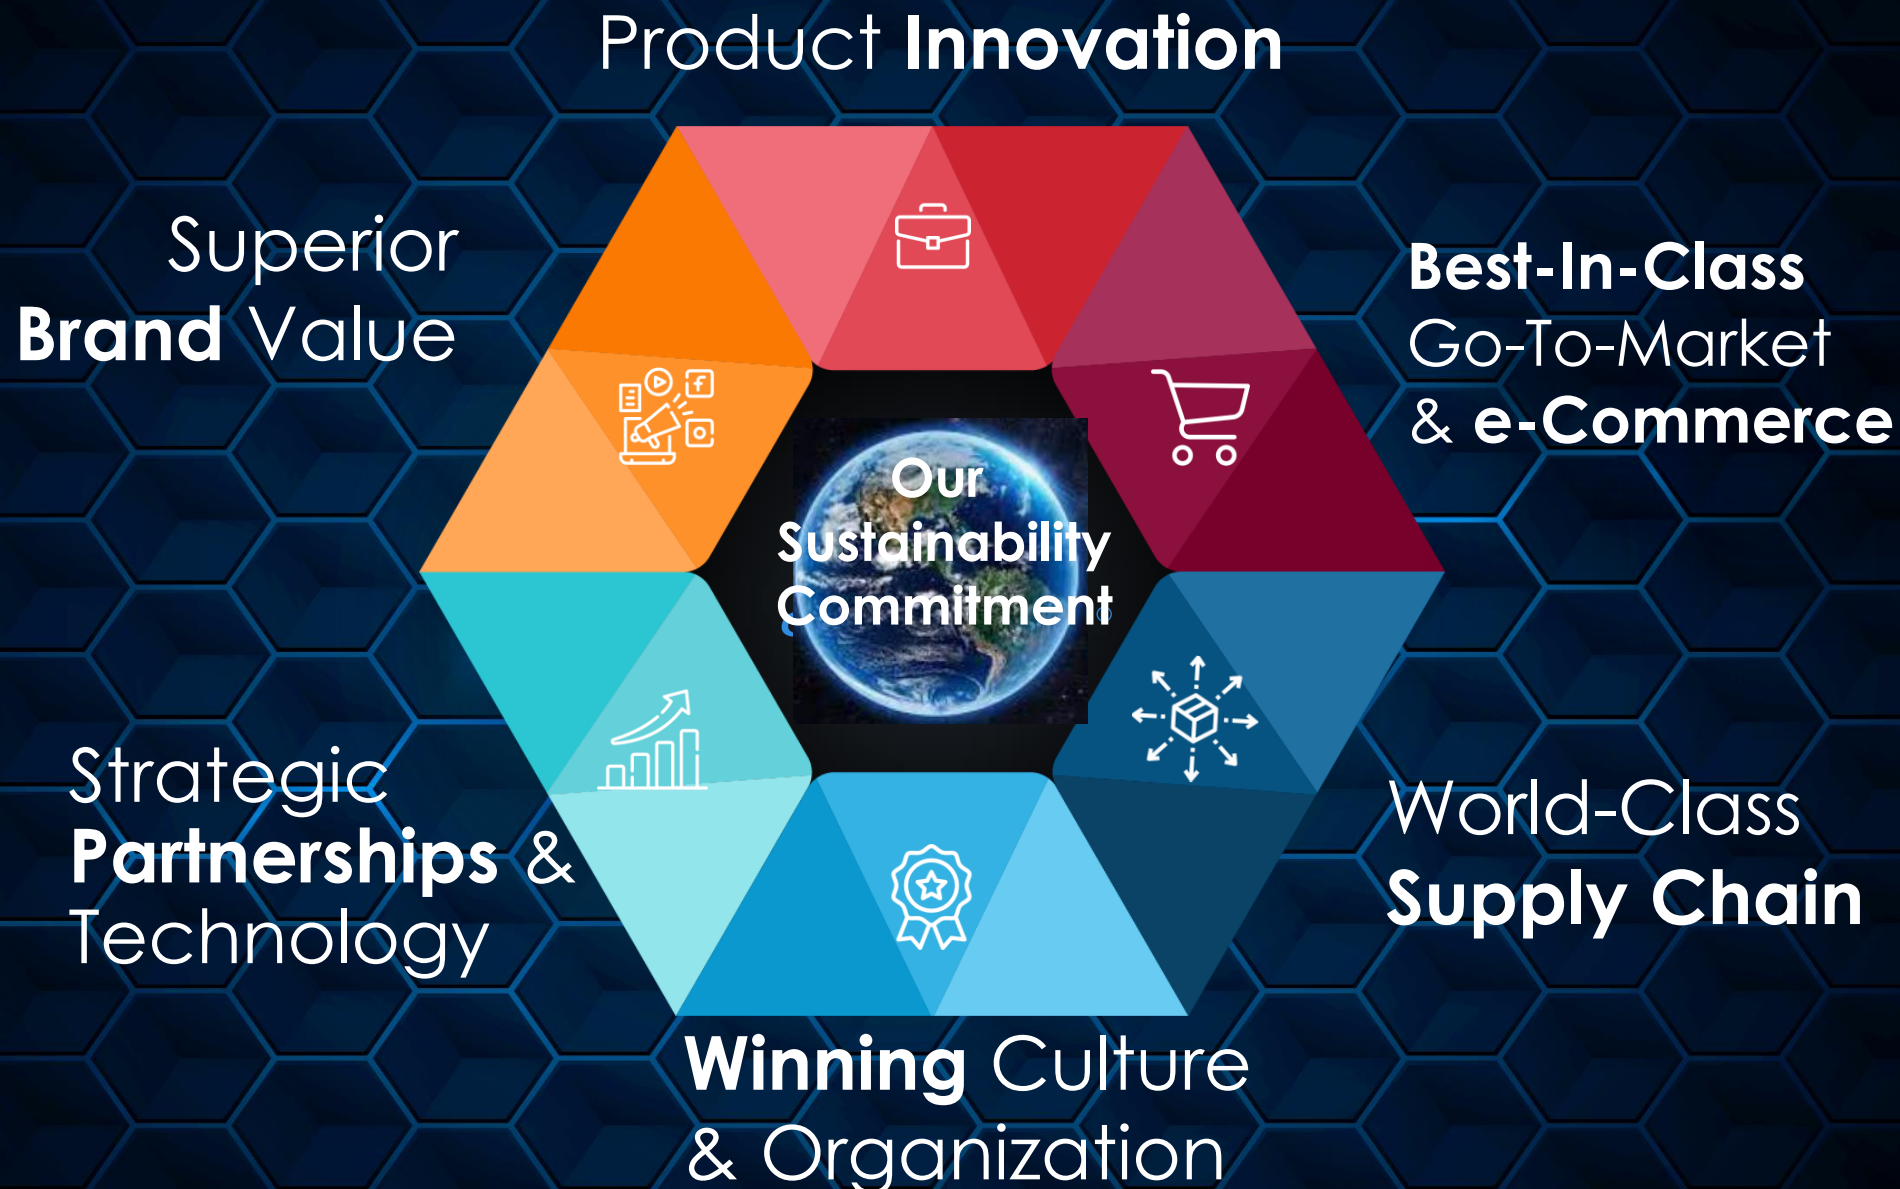 Product Innovation
Superior
Brand Value
Best-In-Class
Go-To-Market
& e-Commerce
Our
Sustainability
Commitment
Strategic
Partnerships &
Technology
World-Class
Supply Chain
Winning Culture
& Organization